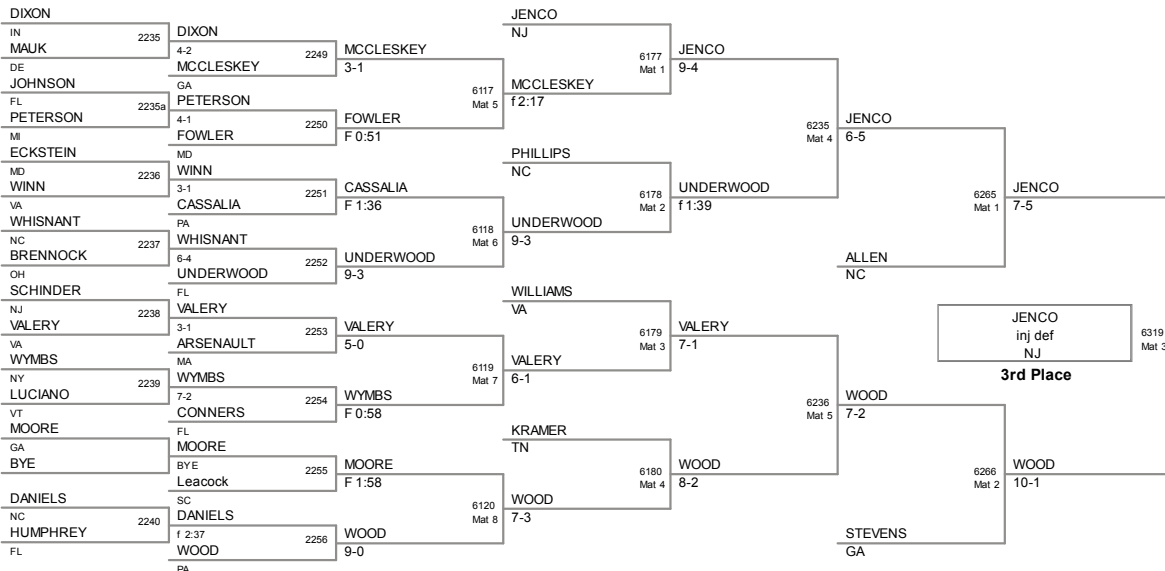 DIXON
IN
2235
MAUK
DE
JOHNSON
FL
2235a
PETERSON
MI
ECKSTEIN
MD
2236
WINN
VA
WHISNANT
NC
2237
BRENNOCK
OH
SCHINDER
NJ
2238
VALERY
VA
WYMBS
NY
2239
LUCIANO
VT
MOORE
GA
BYE
DANIELS
NC
2240
HUMPHREY
FL
DIXON
4-2
2249
MCCLESKEY
GA
PETERSON
4-1
2250
FOWLER
MD
WINN
3-1
2251
CASSALIA
PA
WHISNANT
6-4
2252
UNDERWOOD
FL
VALERY
3-1
2253
ARSENAULT
MA
WYMBS
7-2
2254
CONNERS
FL
MOORE
BYE
2255
Leacock
SC
DANIELS
f 2:37
2256
WOOD
PA
MCCLESKEY
3-1
6117
Mat 5
FOWLER
F 0:51
CASSALIA
F 1:36
6118
Mat 6
UNDERWOOD
9-3
VALERY
5-0
6119
Mat 7
WYMBS
F 0:58
MOORE
F 1:58
6120
Mat 8
WOOD
9-0
JENCO
NJ
6177
Mat 1
MCCLESKEY
f 2:17
PHILLIPS
NC
6178
Mat 2
UNDERWOOD
9-3
WILLIAMS
VA
6179
Mat 3
VALERY
6-1
KRAMER
TN
6180
Mat 4
WOOD
7-3
JENCO
9-4
6235
Mat 4
UNDERWOOD
f 1:39
VALERY
7-1
6236
Mat 5
WOOD
8-2
JENCO
6-5
6265
Mat 1
ALLEN
NC
WOOD
7-2
6266
Mat 2
STEVENS
GA
JENCO
7-5
JENCO
inj def
NJ
6319
Mat 3
3rd Place
WOOD
10-1